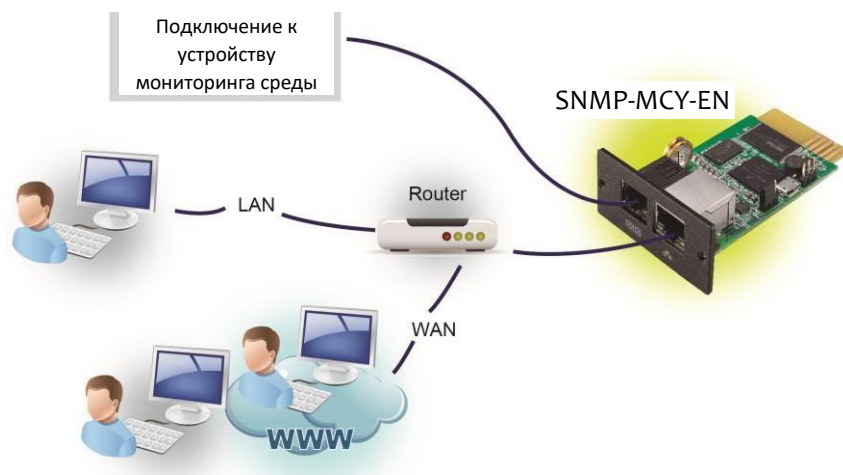 Подключение к
устройству
мониторинга среды
SNMP-MCY-EN
Router
LAN
WAN
www